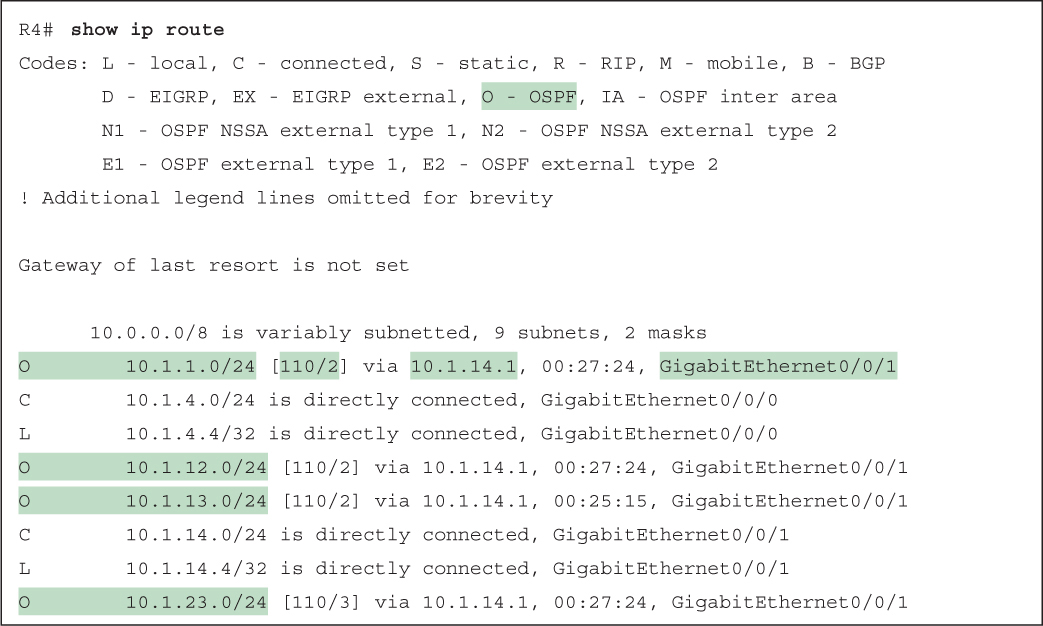 R4# show ip route
Codes: L - local, C - connected, S - static, R - RIP, M - mobile, B - BGP
D - EIGRP, EX - EIGRP external, O - OSPF, IA - OSPF inter area
N1 - OSPF NSSA external type 1, N2 - OSPF NSSA external type 2
E1 - OSPF external type 1, E2 - OSPF external type 2
! Additional legend lines omitted for brevity
Gateway of last resort is not set
10.0.0.0/8 is variably subnetted, 9 subnets, 2 masks
O 10.1.1.0/24 [110/2] via 10.1.14.1, 00:27:24, GigabitEthernet0/0/1
C 10.1.4.0/24 is directly connected, GigabitEthernet0/0/0
L 10.1.4.4/32 is directly connected, GigabitEthernet0/0/0
O 10.1.12.0/24 [110/2] via 10.1.14.1, 00:27:24, GigabitEthernet0/0/1
O 10.1.13.0/24 [110/2] via 10.1.14.1, 00:25:15, GigabitEthernet0/0/1
C 10.1.14.0/24 is directly connected, GigabitEthernet0/0/1
L 10.1.14.4/32 is directly connected, GigabitEthernet0/0/1
O 10.1.23.0/24 [110/3] via 10.1.14.1, 00:27:24, GigabitEthernet0/0/1